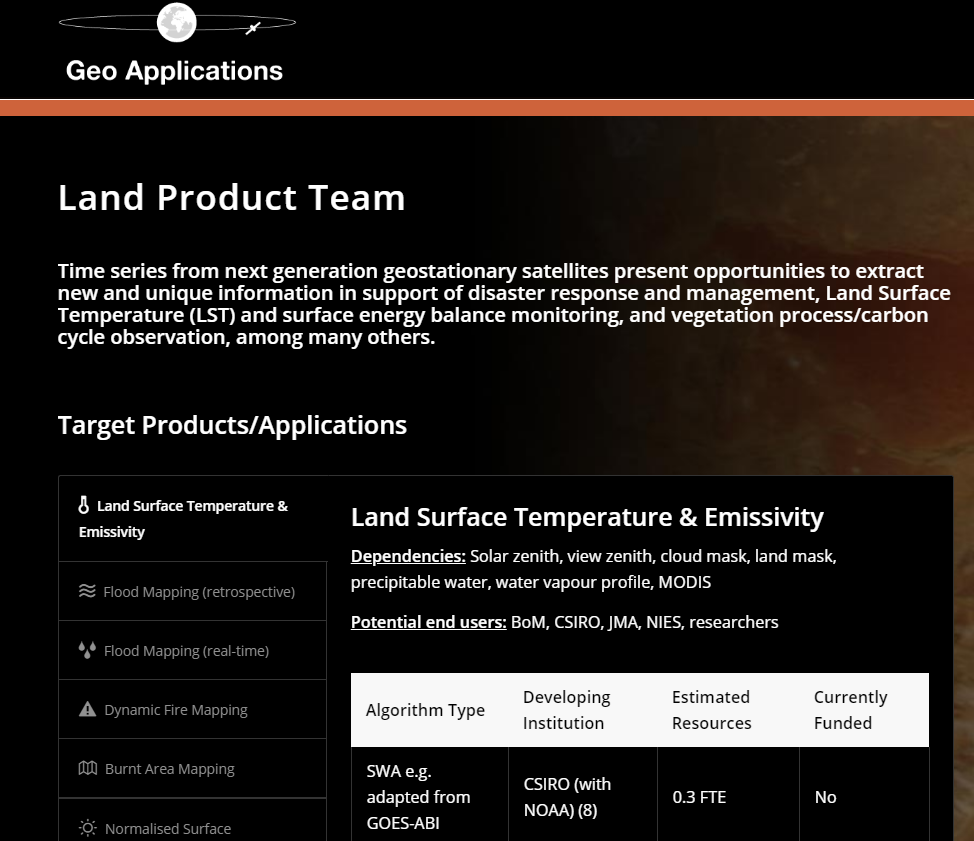 Geo Applications
Land Product Team
Time series from next generation geostationary satellites present opportunities to extract
new and unique information in support of disaster response and management, Land Surface
Temperature (LST) and surface energy balance monitoring, and vegetation process/carbon
cycle observation, among many others.
Target Products/Applications
Land Surface Temperature &
Emissivity
Flood Mapping (retrospective)
Flood Mapping (real-time)
Dynamic Fire Mapping
Burnt Area Mapping
Normalised Surface
Land Surface Temperature & Emissivity
Dependencies: Solar zenith, view zenith, cloud mask, land mask,
precipitable water, water vapour profile, MODIS
Potential end users: BoM, CSIRO, JMA, NIES, researchers
Algorithm Type
Developing
Institution
Estimated
Resources
Currently
Funded
SWA e.g.
adapted from
GOES-ABI
CSIRO (with
NOAA) (8)
0.3 FTE
No